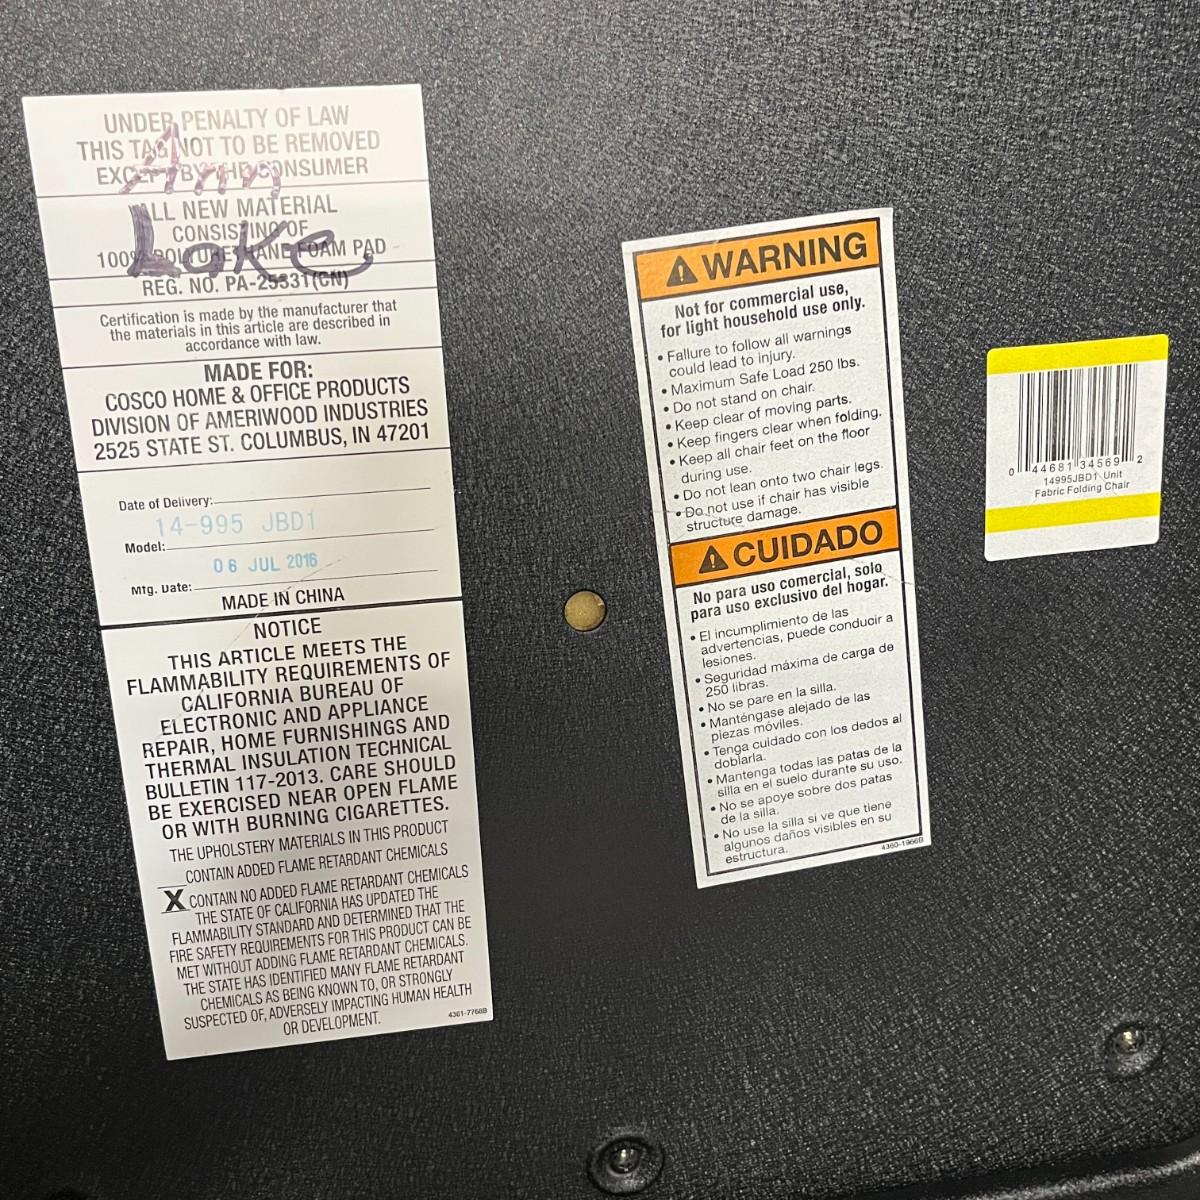 UNDER PENALTY OF LAW
THIS TAG NOT TO BE REMOVED
EXCEPT BY THE CONSUMER
Ann
ALL NEW MATERIAL
CONSISTING OF
Lake
100% POLYURETHANE FOAM PAD
REG. NO. PA-25331(CN)
Certification is made by the manufacturer that
the materials in this article are described in
accordance with law.
MADE FOR:
COSCO HOME & OFFICE PRODUCTS
DIVISION OF AMERIWOOD INDUSTRIES
2525 STATE ST. COLUMBUS, IN 47201
Date of Delivery:
14-995 JBD1
Model:
06 JUL 2016
Mfg. Date:
MADE IN CHINA
NOTICE
THIS ARTICLE MEETS THE
FLAMMABILITY REQUIREMENTS OF
CALIFORNIA BUREAU OF
ELECTRONIC AND APPLIANCE
REPAIR, HOME FURNISHINGS AND
THERMAL INSULATION TECHNICAL
BULLETIN 117-2013. CARE SHOULD
BE EXERCISED NEAR OPEN FLAME
OR WITH BURNING CIGARETTES.
THE UPHOLSTERY MATERIALS IN THIS PRODUCT
CONTAIN ADDED FLAME RETARDANT CHEMICALS
X CONTAIN NO ADDED FLAME RETARDANT CHEMICALS
THE STATE OF CALIFORNIA HAS UPDATED THE
FLAMMABILITY STANDARD AND DETERMINED THAT THE
FIRE SAFETY REQUIREMENTS FOR THIS PRODUCT CAN BE
MET WITHOUT ADDING FLAME RETARDANT CHEMICALS.
THE STATE HAS IDENTIFIED MANY FLAME RETARDANT
CHEMICALS AS BEING KNOWN TO, OR STRONGLY
SUSPECTED OF, ADVERSELY IMPACTING HUMAN HEALTH
OR DEVELOPMENT.
4361-7768B
WARNING
Not for commercial use,
for light household use only.
• Failure to follow all warnings
could lead to injury.
• Maximum Safe Load 250 lbs.
• Do not stand on chair.
• Keep clear of moving parts.
• Keep fingers clear when folding.
• Keep all chair feet on the floor
during use.
• Do not lean onto two chair legs.
• Do not use if chair has visible
structure damage.
CUIDADO
No para uso comercial, solo
para uso exclusivo del hogar.
• El incumplimiento de las
advertencias, puede conducir a
lesiones.
• Seguridad máxima de carga de
250 libras.
• No se pare en la silla.
• Manténgase alejado de las
piezas móviles.
• Tenga cuidado con los dedos al
doblarla.
• Mantenga todas las patas de la
silla en el suelo durante su uso.
• No se apoye sobre dos patas
de la silla.
• No use la silla si ve que tiene
algunos daños visibles en su
estructura.
4360-1966B
0 44681 34569 2
14995JBD1 Unit
Fabric Folding Chair